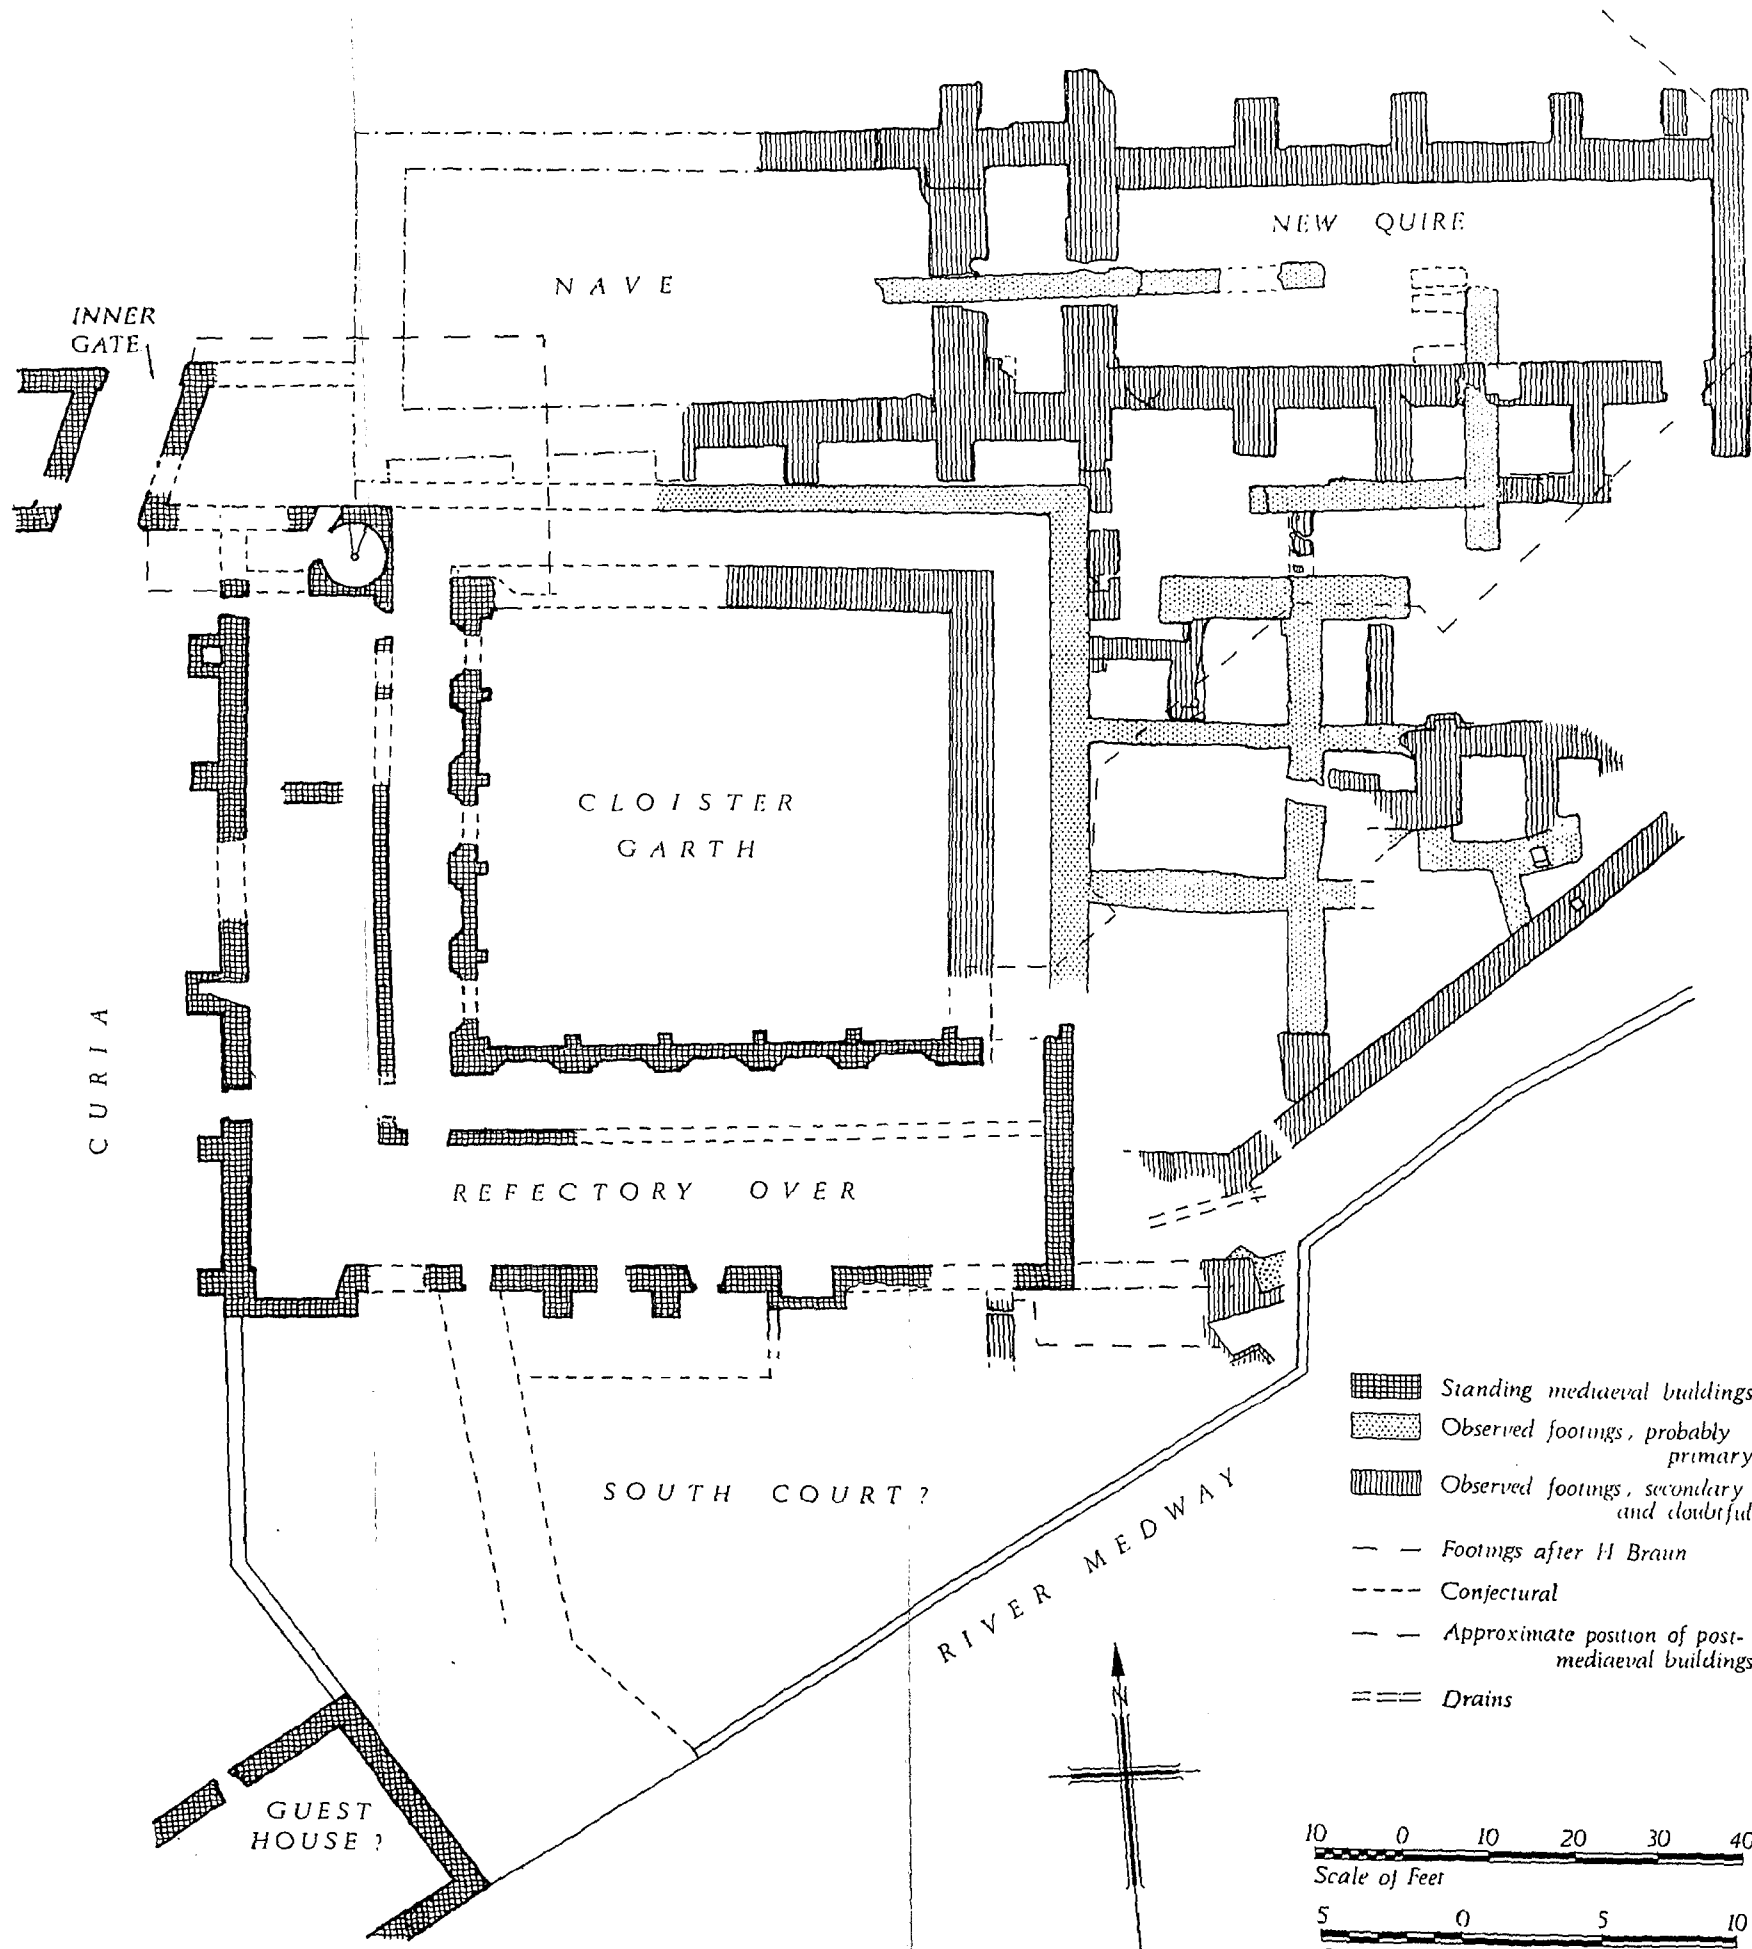 NEW QUIRE
NAVE
INNER
GATE
CLOISTER
GARTH
CURIA
REFECTORY OVER
SOUTH COURT?
RIVER MEDWAY
GUEST
HOUSE?
Standing mediaeval buildings
Observed footings, probably
primary
Observed footings, secondary
and doubtful
Footings after H Braun
Conjectural
Approximate position of post-
mediaeval buildings
Drains
N
10 0 10 20 30 40
Scale of Feet
5 0 5 10